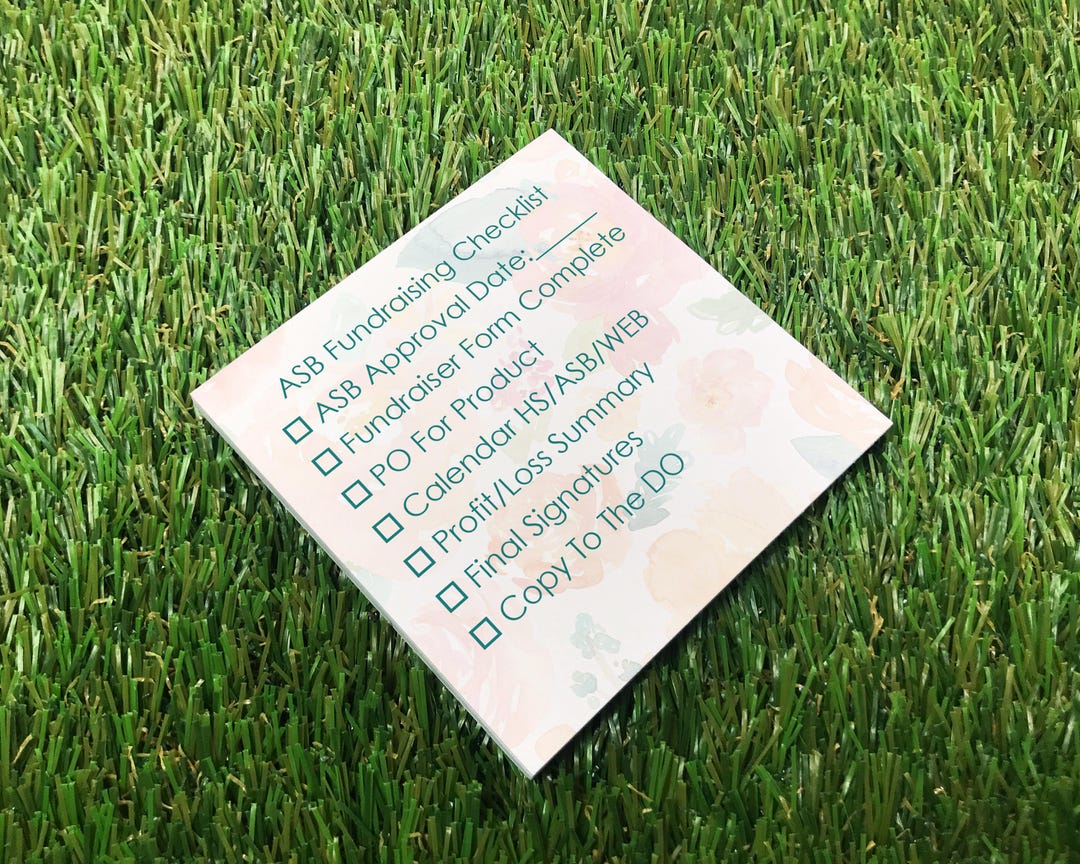 ASB Fundraising Checklist
☐ ASB Approval Date:_____
☐ Fundraiser Form Complete
☐ PO For Product
☐ Calendar HS/ASB/WEB
☐ Profit/Loss Summary
☐ Final Signatures
☐ Copy To The DO